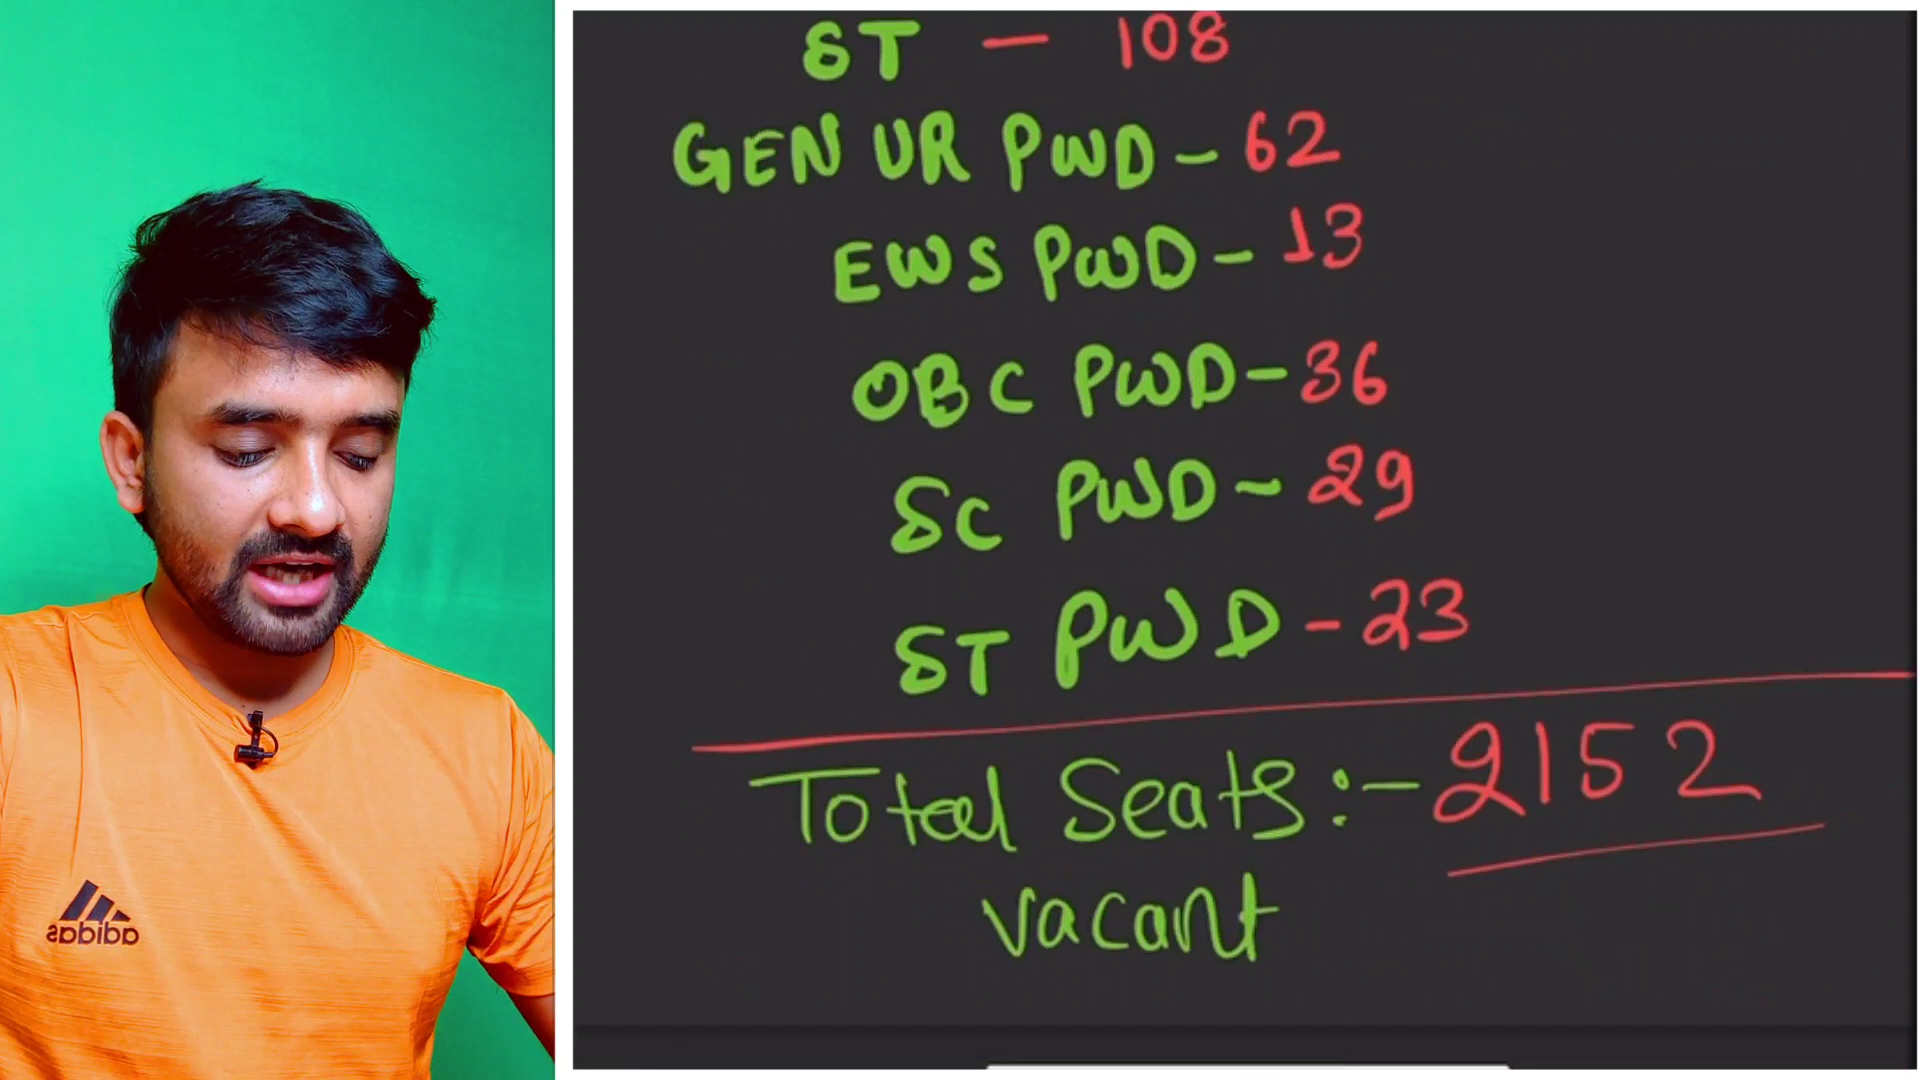 ST - 108
GEN UR PWD - 62
EWS PWD - 13
OBC PWD - 36
SC PWD - 29
ST PWD - 23
Total Seats :- 2152
vacant
adidas